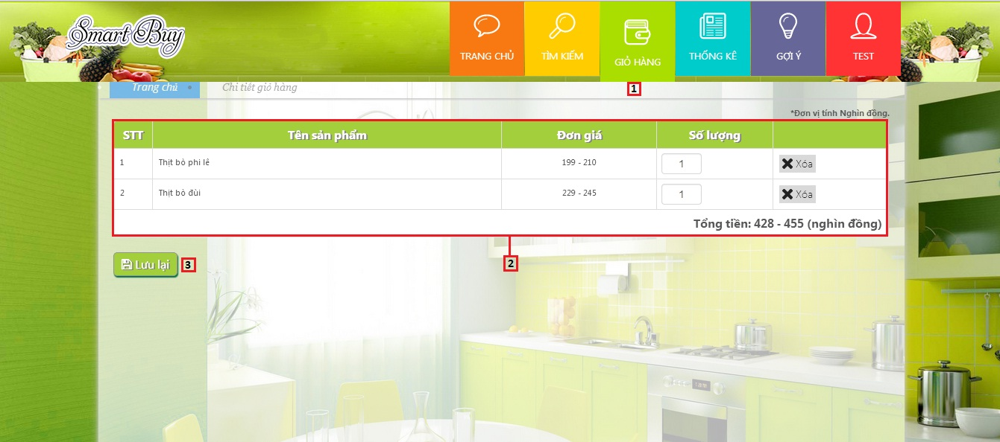 Smart Buy
TRANG CHỦ
TÌM KIẾM
GIỎ HÀNG
THỐNG KÊ
GỢI Ý
TEST
Trang chủ
Chi tiết giỏ hàng
1
*Đơn vị tính Nghìn đồng.
STT Tên sản phẩm Đơn giá Số lượng
1 Thịt bò phi lê 199 - 210 1 Xóa
2 Thịt bò đùi 229 - 245 1 Xóa
Tổng tiền: 428 - 455 (nghìn đồng)
2
Lưu lại
3